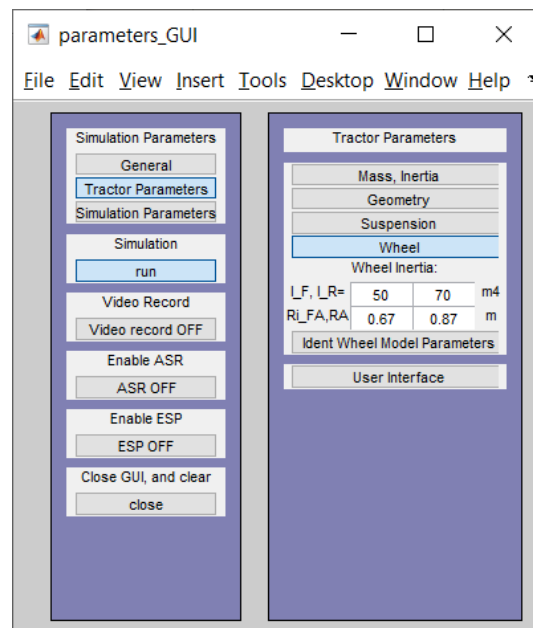 parameters_GUI
File Edit View Insert Tools Desktop Window Help
Simulation Parameters
General
Tractor Parameters
Simulation Parameters
Simulation
run
Video Record
Video record OFF
Enable ASR
ASR OFF
Enable ESP
ESP OFF
Close GUI, and clear
close
Tractor Parameters
Mass, Inertia
Geometry
Suspension
Wheel
Wheel Inertia:
I_F, I_R= 50 70 m4
Ri_FA,RA 0.67 0.87 m
Ident Wheel Model Parameters
User Interface